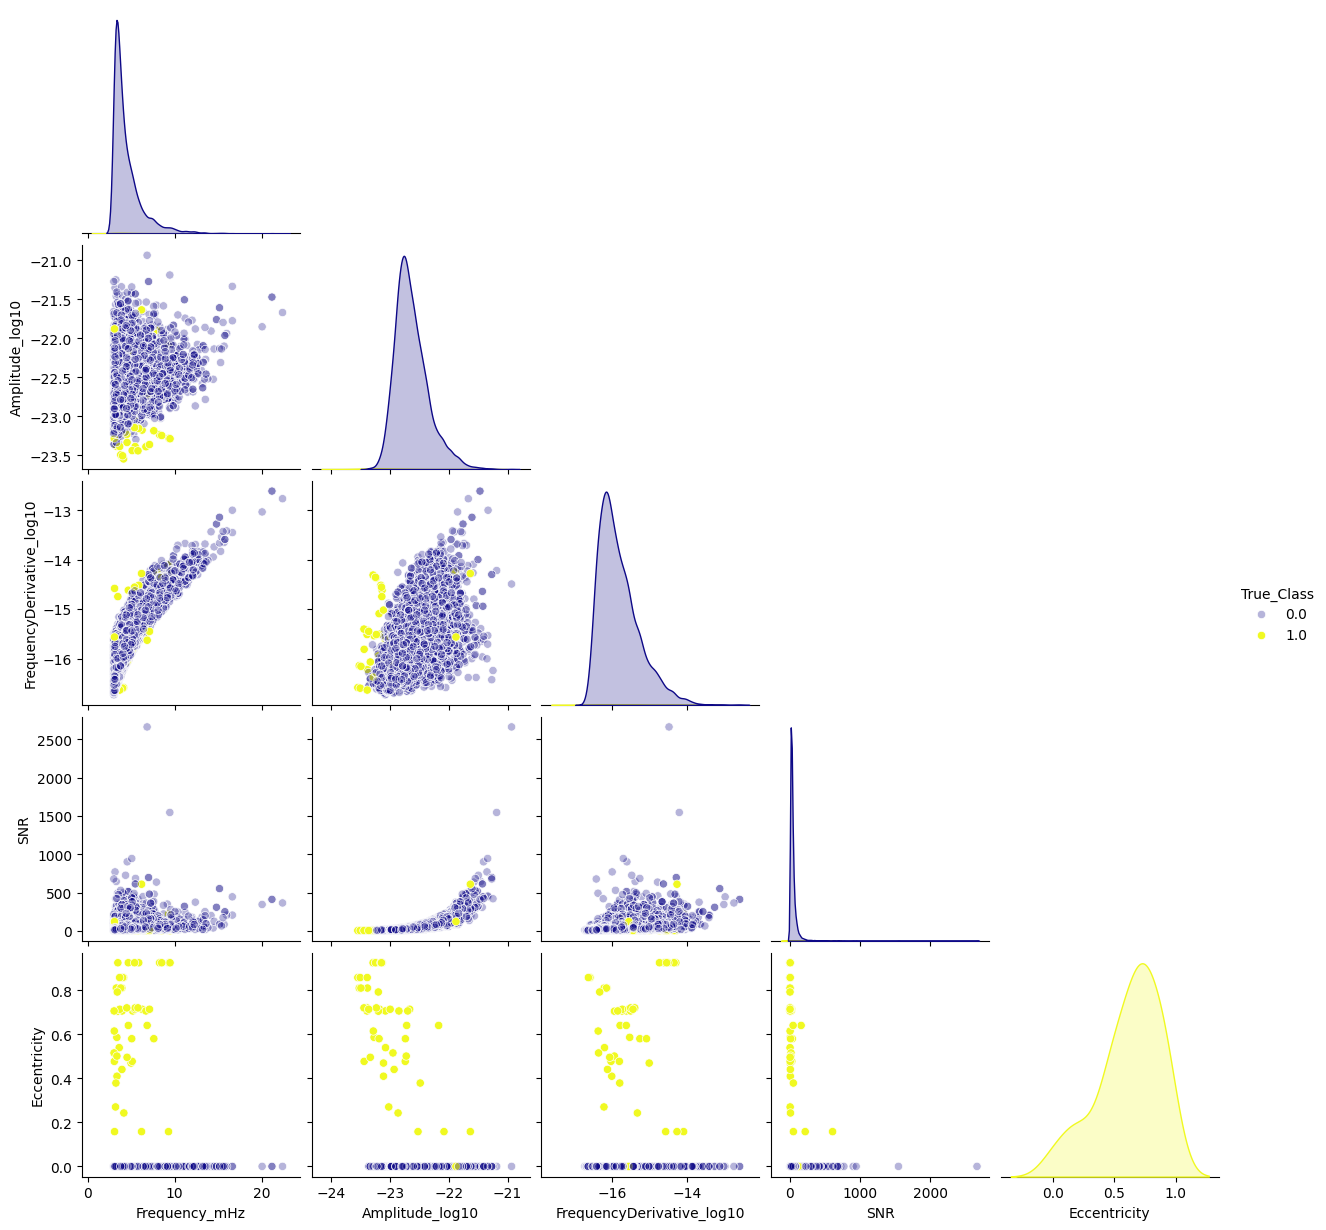 Amplitude_log10
−21.0
−21.5
−22.0
−22.5
−23.0
−23.5
FrequencyDerivative_log10
−13
−14
−15
−16
True_Class
0.0
1.0
SNR
2500
2000
1500
1000
500
0
Eccentricity
0.8
0.6
0.4
0.2
0.0
0 10 20
−24 −23 −22 −21
−16 −14
0 1000 2000
0.0 0.5 1.0
Frequency_mHz
Amplitude_log10
FrequencyDerivative_log10
SNR
Eccentricity